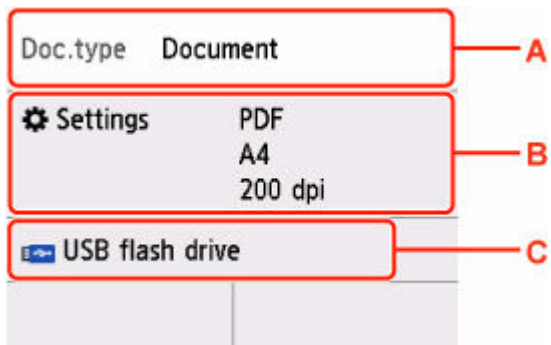 Doc.type Document A
Settings PDF
A4 B
200 dpi
USB flash drive C